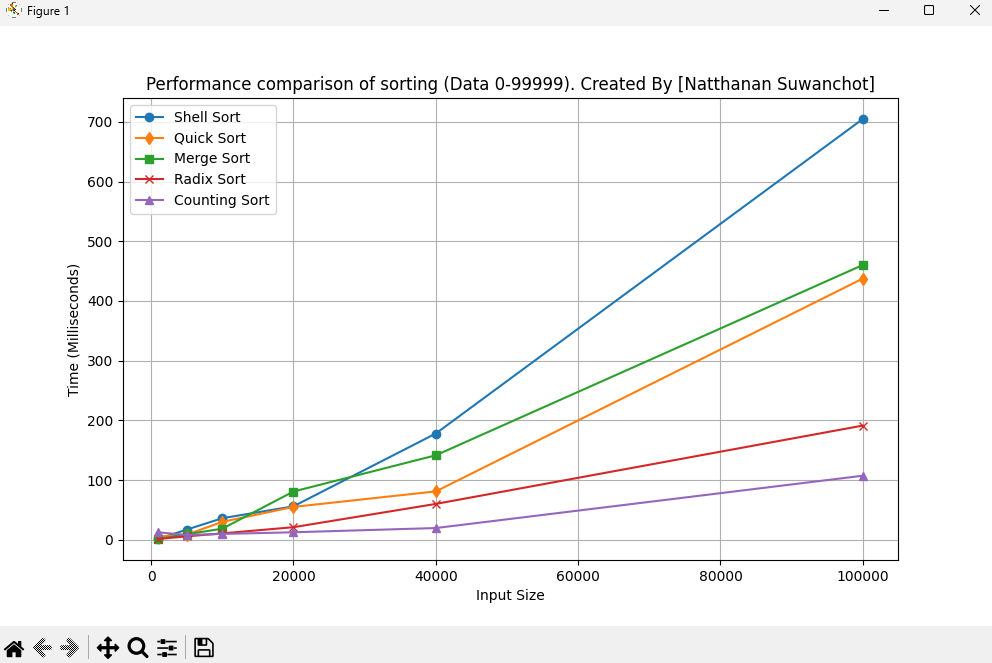 Figure 1
Performance comparison of sorting (Data 0-99999). Created By [Natthanan Suwanchot]
Shell Sort
Quick Sort
Merge Sort
Radix Sort
Counting Sort
700
600
500
400
300
200
100
0
Time (Milliseconds)
0 20000 40000 60000 80000 100000
Input Size